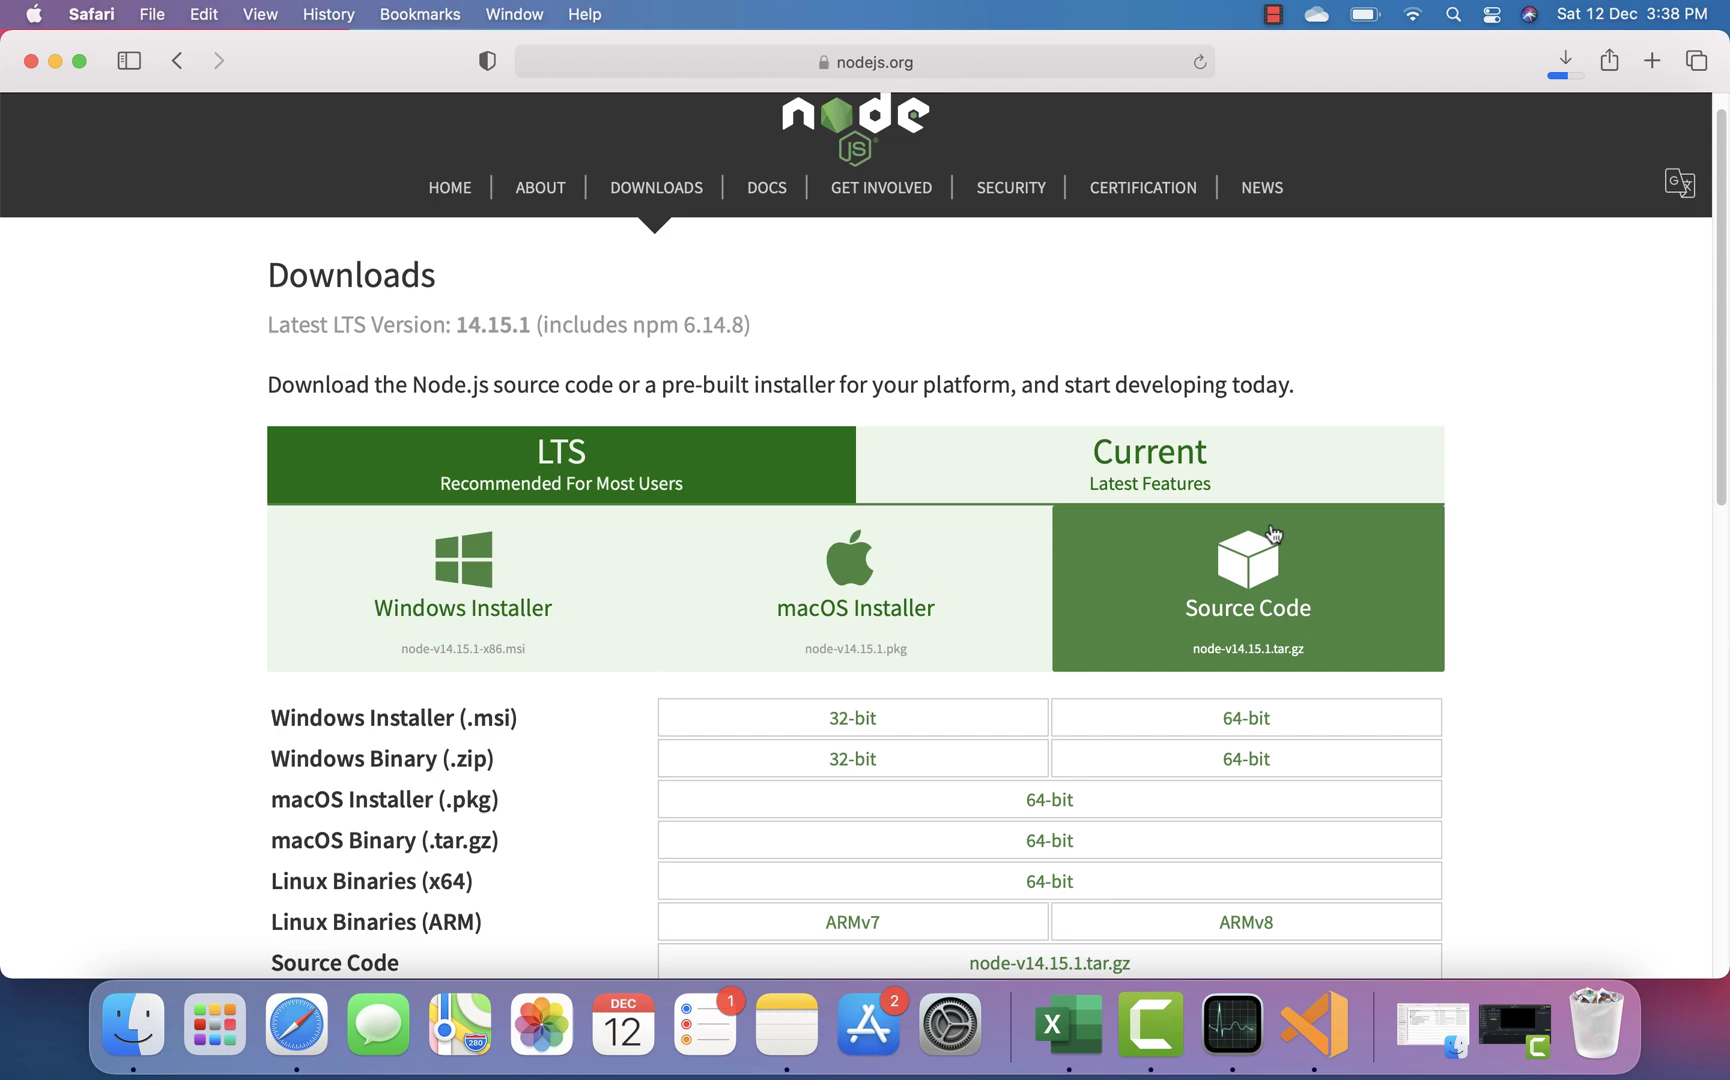 Safari File Edit View History Bookmarks Window Help Sat 12 Dec 3:38 PM
nodejs.org
node
JS
HOME ABOUT DOWNLOADS DOCS GET INVOLVED SECURITY CERTIFICATION NEWS
Downloads
Latest LTS Version: 14.15.1 (includes npm 6.14.8)
Download the Node.js source code or a pre-built installer for your platform, and start developing today.
LTS Current
Recommended For Most Users Latest Features
Windows Installer macOS Installer Source Code
node-v14.15.1-x86.msi node-v14.15.1.pkg node-v14.15.1.tar.gz
Windows Installer (.msi) 32-bit 64-bit
Windows Binary (.zip) 32-bit 64-bit
macOS Installer (.pkg) 64-bit
macOS Binary (.tar.gz) 64-bit
Linux Binaries (x64) 64-bit
Linux Binaries (ARM) ARMv7 ARMv8
Source Code node-v14.15.1.tar.gz
DEC 1 2
12 280 X C